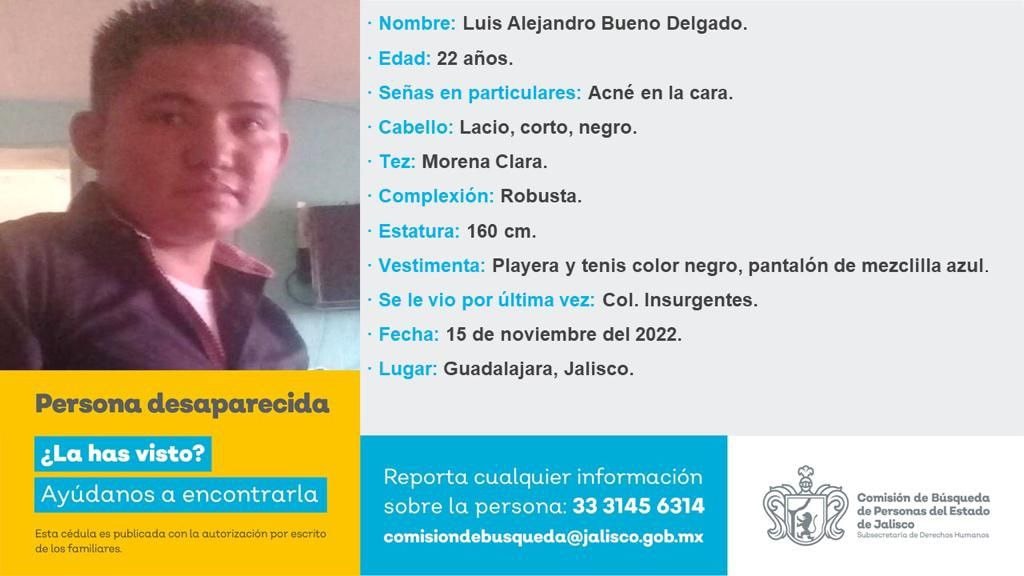 · Nombre: Luis Alejandro Bueno Delgado.
· Edad: 22 años.
· Señas en particulares: Acné en la cara.
· Cabello: Lacio, corto, negro.
· Tez: Morena Clara.
· Complexión: Robusta.
· Estatura: 160 cm.
· Vestimenta: Playera y tenis color negro, pantalón de mezclilla azul.
· Se le vio por última vez: Col. Insurgentes.
· Fecha: 15 de noviembre del 2022.
· Lugar: Guadalajara, Jalisco.
Persona desaparecida
¿La has visto?
Ayúdanos a encontrarla
Esta cédula es publicada con la autorización por escrito
de los familiares.
Reporta cualquier información
sobre la persona: 33 3145 6314
comisiondebusqueda@jalisco.gob.mx
Comisión de Búsqueda
de Personas del Estado
de Jalisco
Subsecretaría de Derechos Humanos